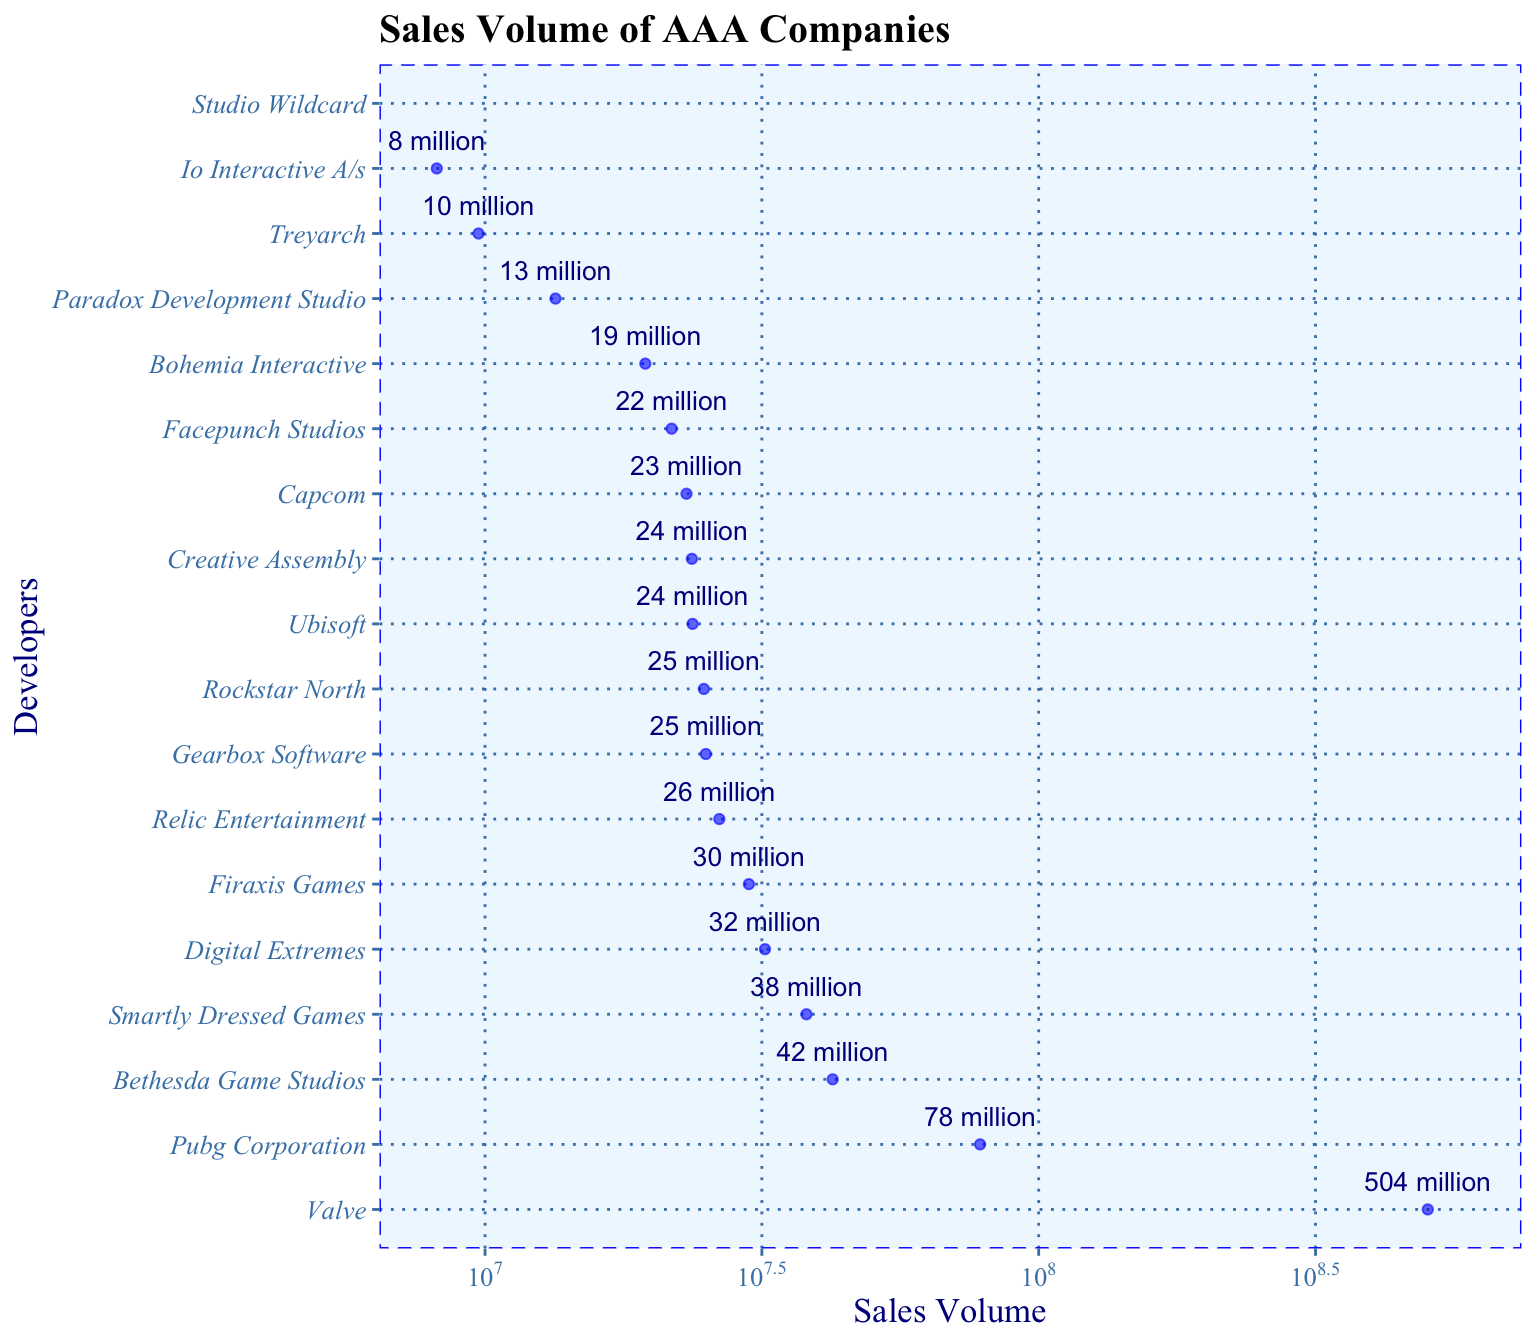 Sales Volume of AAA Companies
Studio Wildcard
8 million
Io Interactive A/s
10 million
Treyarch
13 million
Paradox Development Studio
19 million
Bohemia Interactive
22 million
Facepunch Studios
23 million
Capcom
24 million
Creative Assembly
24 million
Ubisoft
25 million
Rockstar North
25 million
Gearbox Software
26 million
Relic Entertainment
30 million
Firaxis Games
32 million
Digital Extremes
38 million
Smartly Dressed Games
42 million
Bethesda Game Studios
78 million
Pubg Corporation
504 million
Valve
Developers
10^7 10^7.5 10^8 10^8.5
Sales Volume